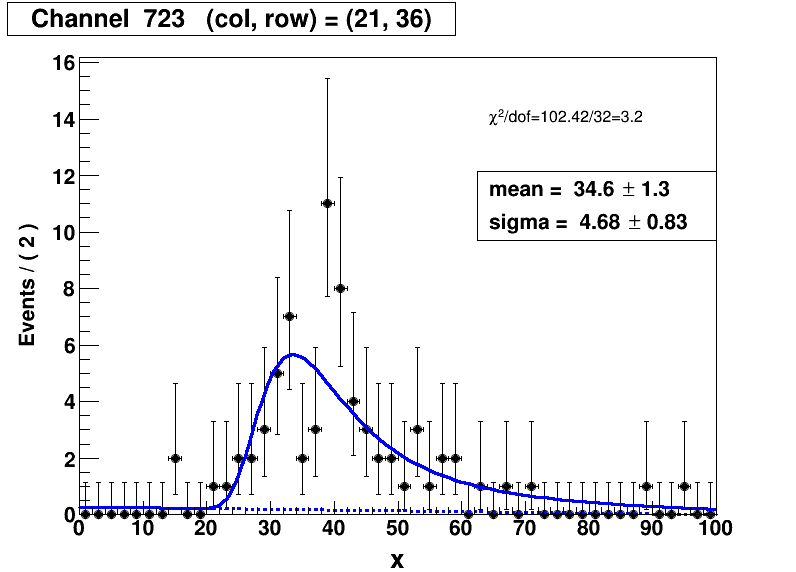 Channel  723   (col, row) = (21, 36)
χ²/dof=102.42/32=3.2
mean =  34.6 ± 1.3
sigma =  4.68 ± 0.83
Events / ( 2 )
16
14
12
10
8
6
4
2
0
0 10 20 30 40 50 60 70 80 90 100
x